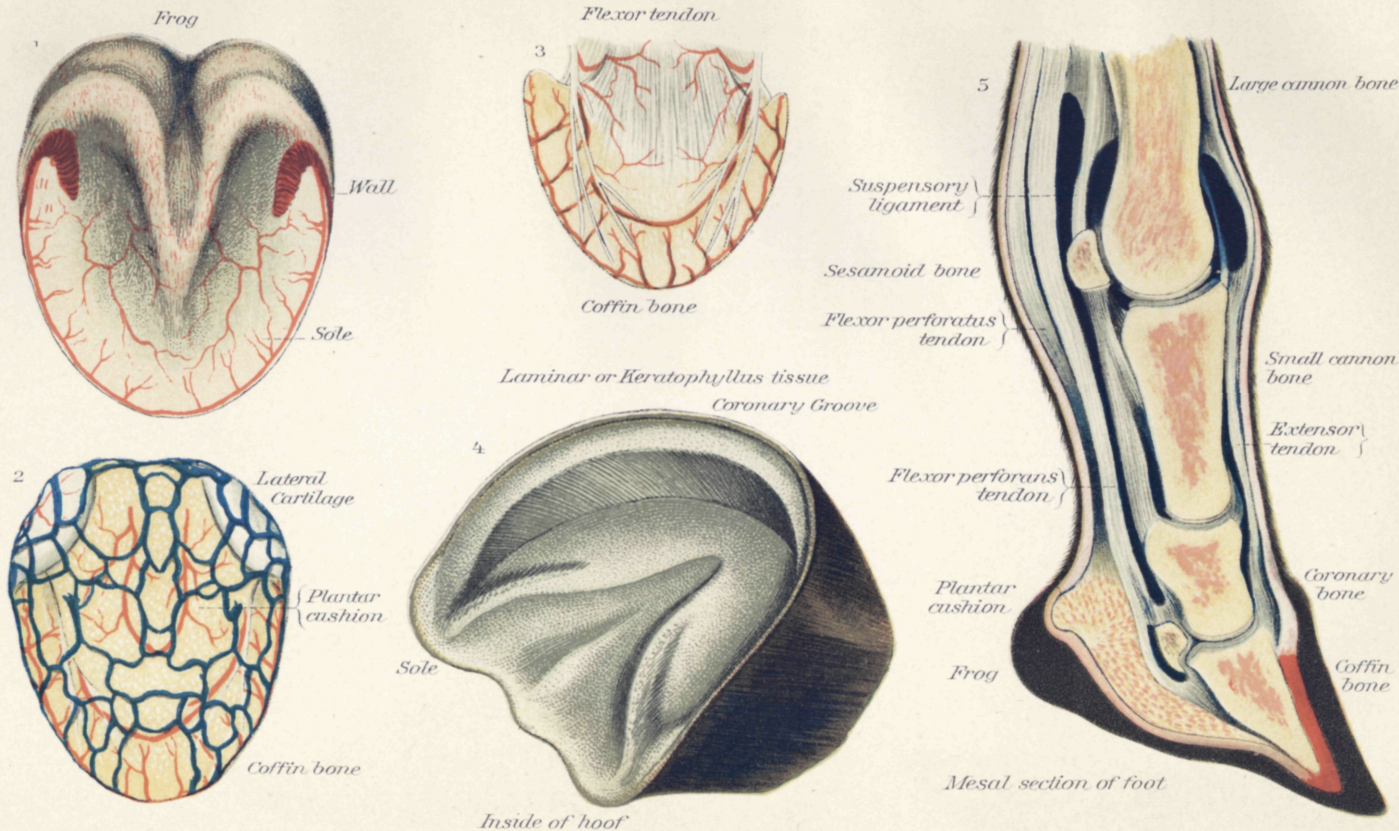 Frog
1
Wall
Sole
2
Lateral
Cartilage
Plantar
cushion
Coffin bone
Flexor tendon
3
Coffin bone
Laminar or Keratophyllus tissue
Coronary Groove
4
Sole
Inside of hoof
5
Large cannon bone
Suspensory
ligament
Sesamoid bone
Flexor perforatus
tendon
Small cannon
bone
Extensor
tendon
Flexor perforans
tendon
Plantar
cushion
Coronary
bone
Frog
Coffin
bone
Mesal section of foot